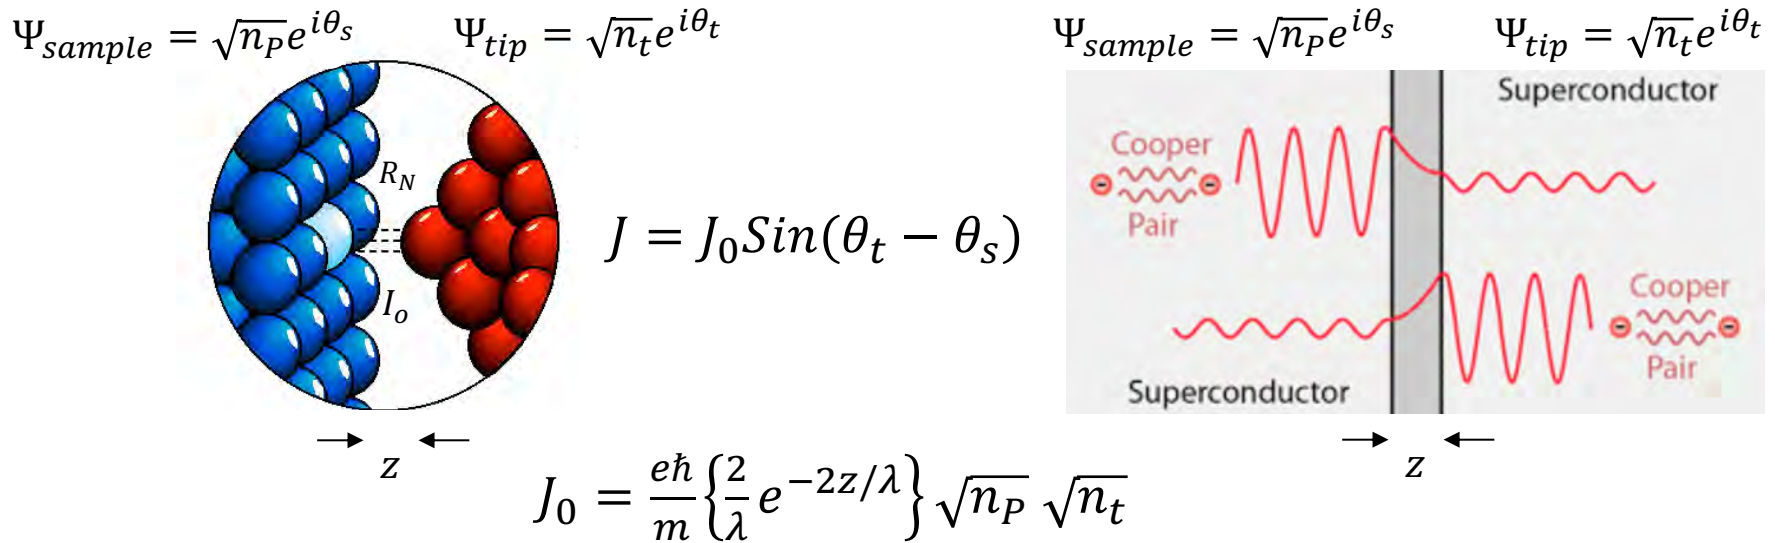 Ψ_sample = √n_P e^{iθ_s}
Ψ_tip = √n_t e^{iθ_t}
Ψ_sample = √n_P e^{iθ_s}
Ψ_tip = √n_t e^{iθ_t}
R_N
I_o
z
J = J_0 Sin(θ_t − θ_s)
Superconductor
Cooper
Pair
Cooper
Pair
Superconductor
z
J_0 = eℏ/m {2/λ e^{−2z/λ}} √n_P √n_t